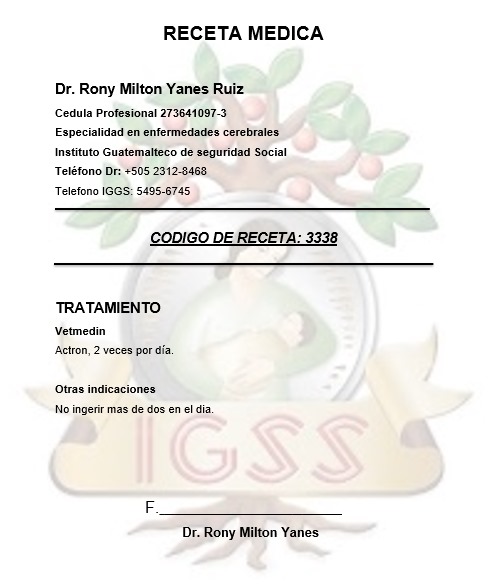 RECETA MEDICA
Dr. Rony Milton Yanes Ruiz
Cedula Profesional 273641097-3
Especialidad en enfermedades cerebrales
Instituto Guatemalteco de seguridad Social
Teléfono Dr: +505 2312-8468
Telefono IGGS: 5495-6745
CODIGO DE RECETA: 3338
TRATAMIENTO
Vetmedin
Actron, 2 veces por día.
Otras indicaciones
No ingerir mas de dos en el dia.
IGSS
F.
Dr. Rony Milton Yanes